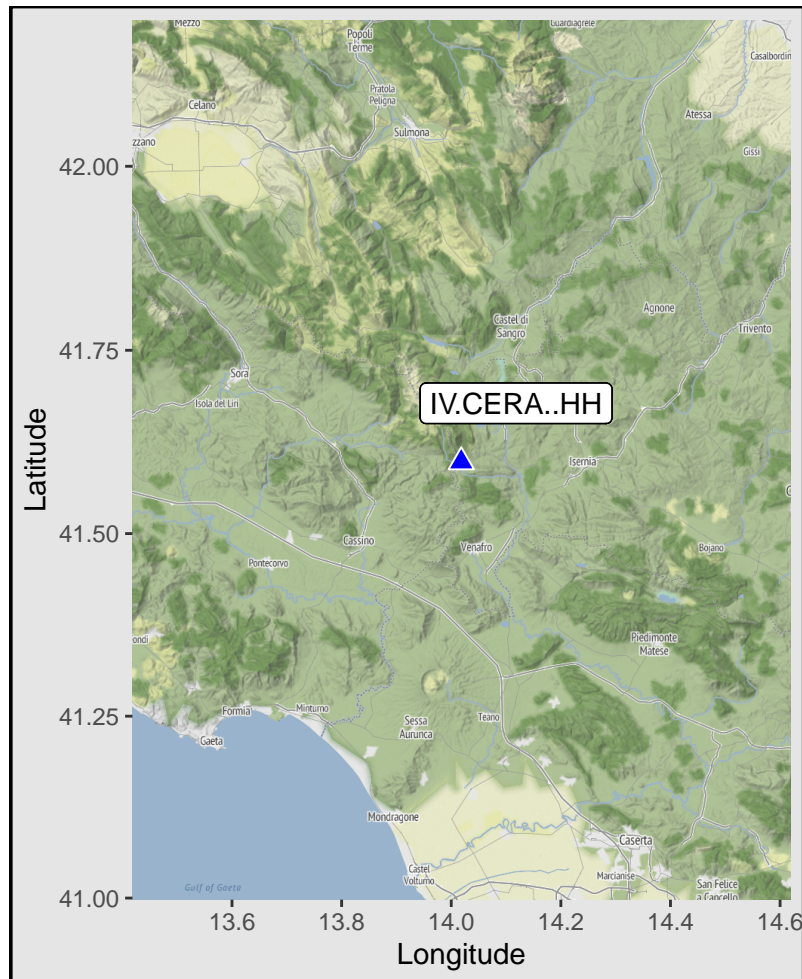 Mezzo
Guardiagrele
Popoli
Terme
Casalbordin
Pratola
Peligna
Celano
Atessa
Sulmona
zzano
Gissi
42.00
Agnone
Castel di
Sangro
Trivento
41.75
Sora
Isola del Liri
IV.CERA..HH
Isernia
Latitude
41.50
Cassino
Venafro
Bojano
Pontecorvo
ondi
Piedimonte
Matese
41.25
Formia
Minturno
Sessa
Aurunca
Teano
Gaeta
Mondragone
Caserta
Castel
Volturno
Marcianise
San Felice
a Cancello
Gulf of Gaeta
41.00
13.6
13.8
14.0
14.2
14.4
14.6
Longitude